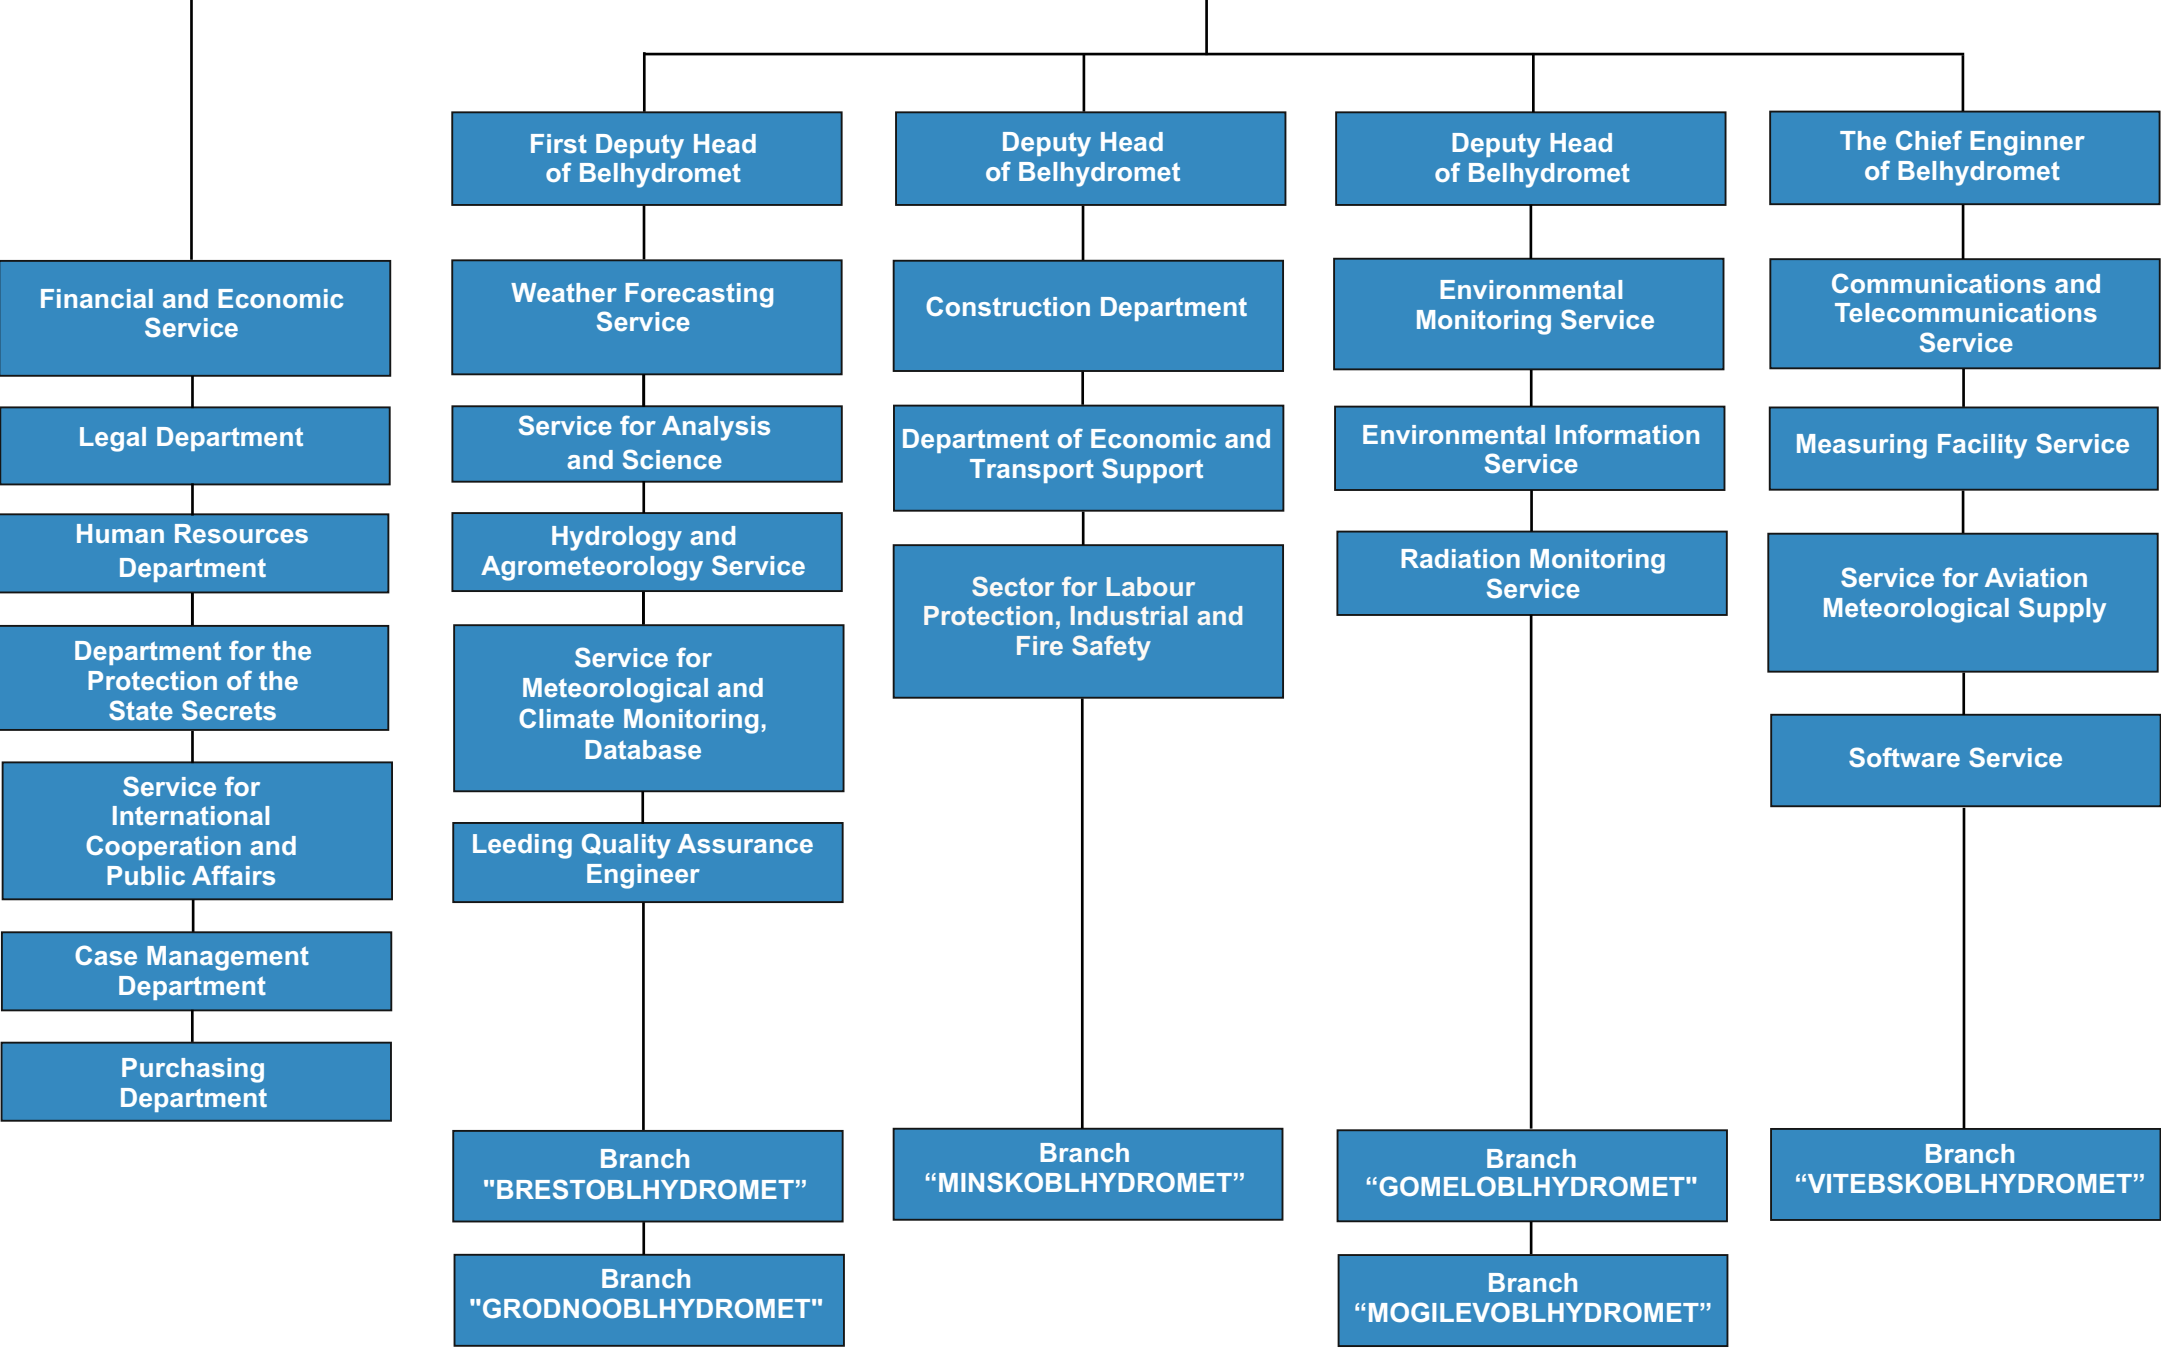 First Deputy Head
of Belhydromet
Deputy Head
of Belhydromet
Deputy Head
of Belhydromet
The Chief Enginner
of Belhydromet
Financial and Economic
Service
Legal Department
Human Resources
Department
Department for the
Protection of the
State Secrets
Service for
International
Cooperation and
Public Affairs
Case Management
Department
Purchasing
Department
Weather Forecasting
Service
Service for Analysis
and Science
Hydrology and
Agrometeorology Service
Service for
Meteorological and
Climate Monitoring,
Database
Leeding Quality Assurance
Engineer
Branch
"BRESTOBLHYDROMET”
Branch
"GRODNOOBLHYDROMET"
Construction Department
Department of Economic and
Transport Support
Sector for Labour
Protection, Industrial and
Fire Safety
Branch
“MINSKOBLHYDROMET”
Environmental
Monitoring Service
Environmental Information
Service
Radiation Monitoring
Service
Branch
“GOMELOBLHYDROMET"
Branch
“MOGILEVOBLHYDROMET”
Communications and
Telecommunications
Service
Measuring Facility Service
Service for Aviation
Meteorological Supply
Software Service
Branch
“VITEBSKOBLHYDROMET”